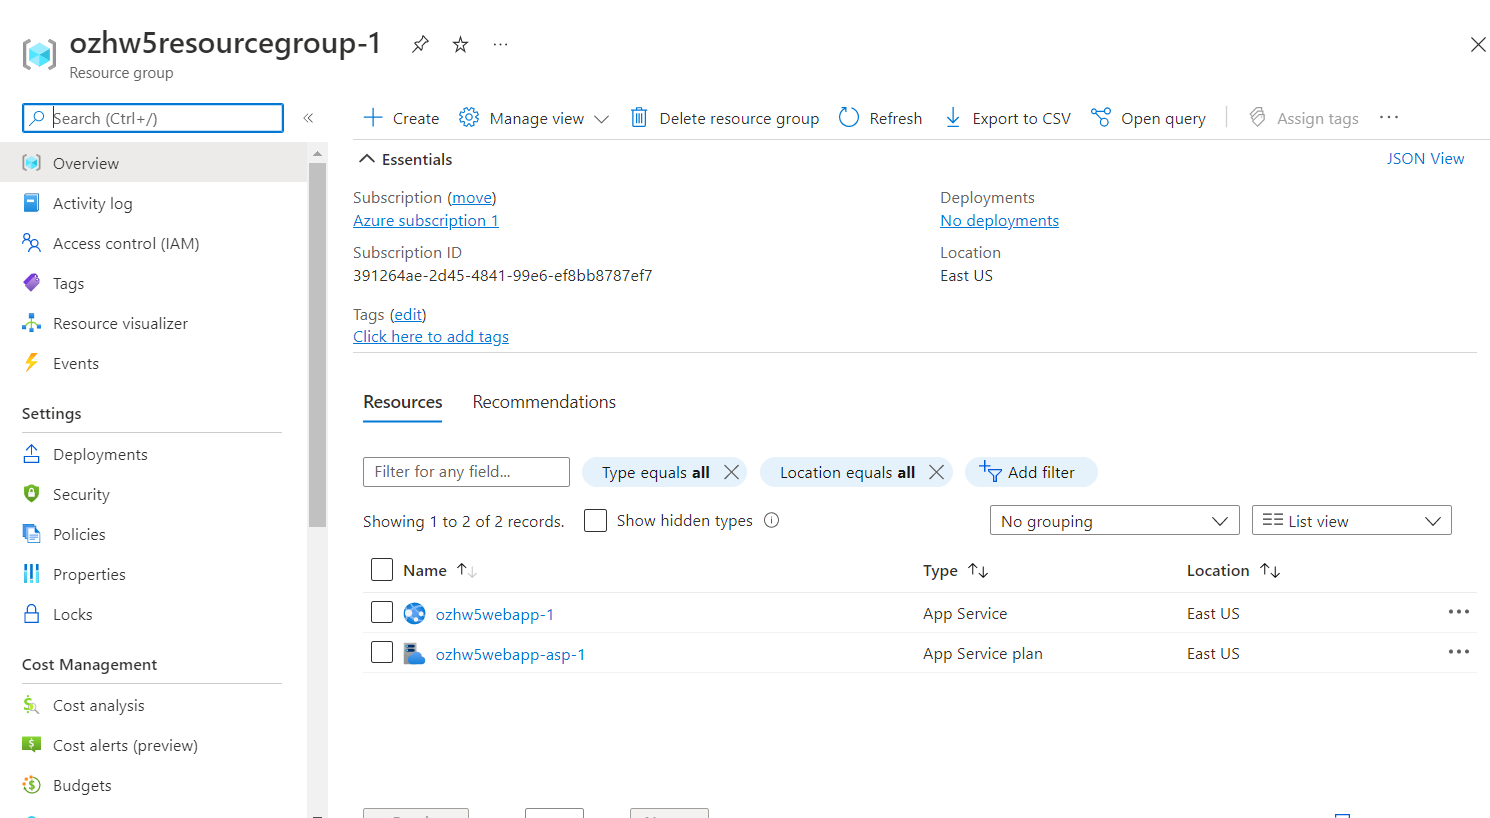 ozhw5resourcegroup-1
Resource group
Search (Ctrl+/)
Overview
Activity log
Access control (IAM)
Tags
Resource visualizer
Events
Settings
Deployments
Security
Policies
Properties
Locks
Cost Management
Cost analysis
Cost alerts (preview)
Budgets
Create Manage view Delete resource group Refresh Export to CSV Open query Assign tags
Essentials JSON View
Subscription (move)
Azure subscription 1
Subscription ID
391264ae-2d45-4841-99e6-ef8bb8787ef7
Deployments
No deployments
Location
East US
Tags (edit)
Click here to add tags
Resources Recommendations
Filter for any field... Type equals all Location equals all Add filter
Showing 1 to 2 of 2 records. Show hidden types No grouping List view
Name Type Location
ozhw5webapp-1 App Service East US
ozhw5webapp-asp-1 App Service plan East US